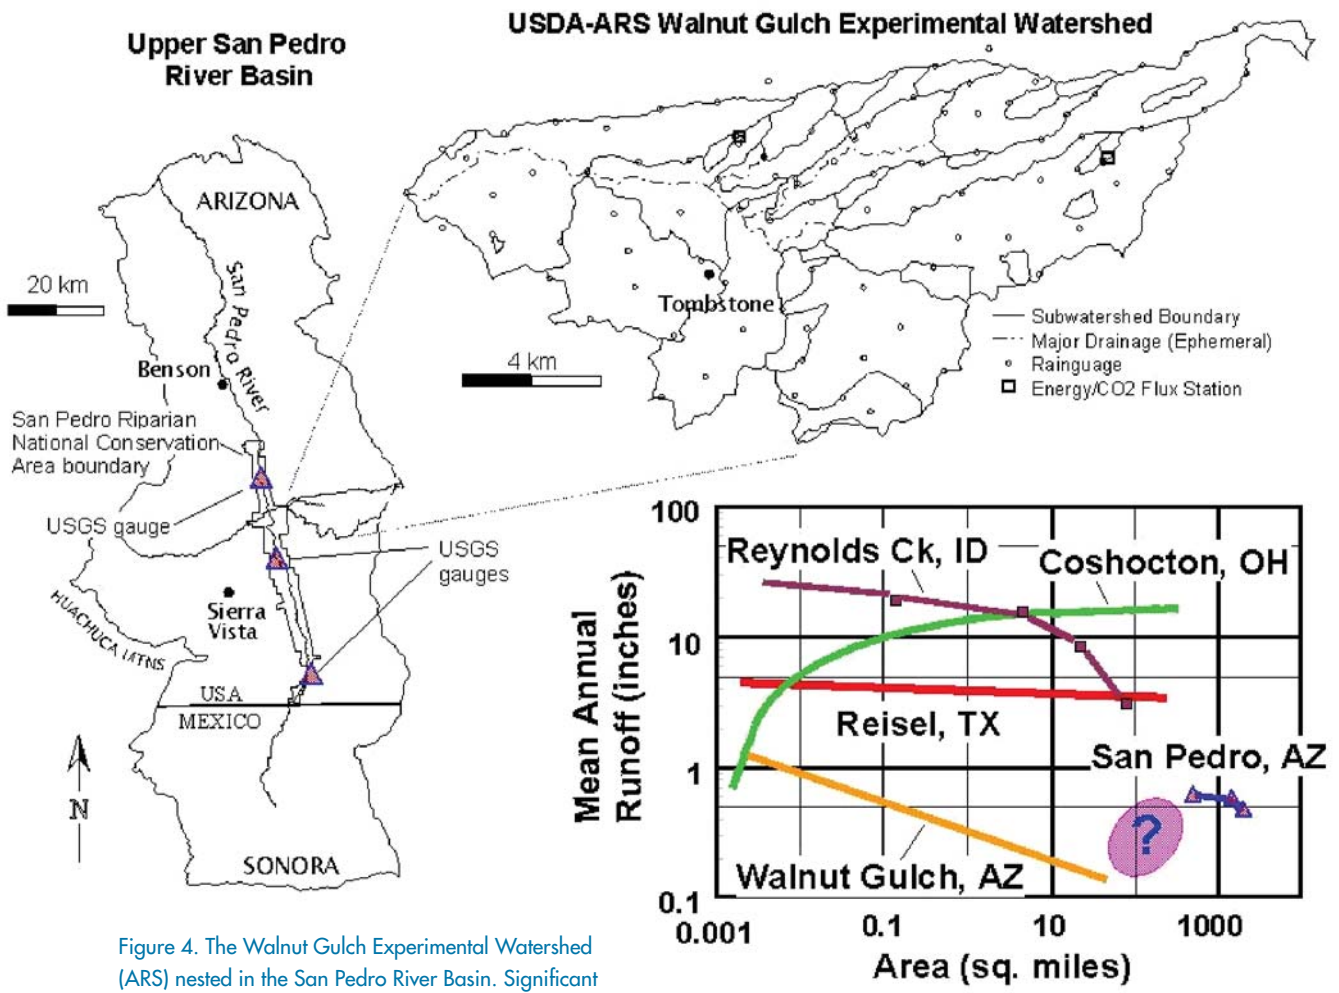 Upper San Pedro
River Basin
USDA-ARS Walnut Gulch Experimental Watershed
ARIZONA
San Pedro River
20 km
Benson
San Pedro Riparian
National Conservation
Area boundary
USGS gauge
USGS
gauges
Sierra
Vista
HUACHUCA MTNS
USA
MEXICO
N
SONORA
Tombstone
4 km
Subwatershed Boundary
Major Drainage (Ephemeral)
Rainguage
Energy/CO2 Flux Station
100
10
1
0.1
Mean Annual
Runoff (inches)
Reynolds Ck, ID
Coshocton, OH
Reisel, TX
San Pedro, AZ
?
Walnut Gulch, AZ
0.001
0.1
10
1000
Area (sq. miles)
Figure 4. The Walnut Gulch Experimental Watershed
(ARS) nested in the San Pedro River Basin. Significant